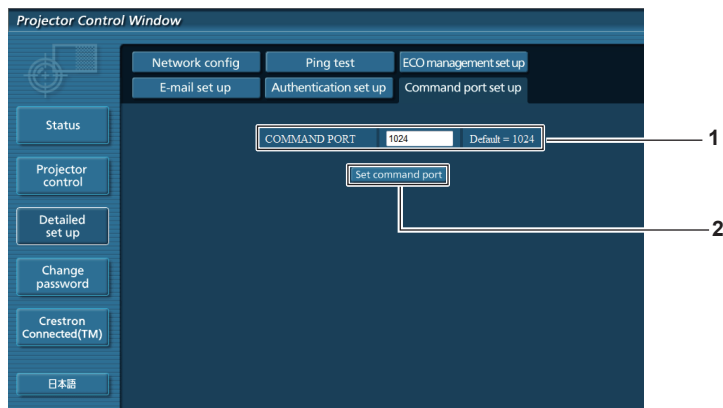 Projector Control Window
Network config
Ping test
ECO management set up
E-mail set up
Authentication set up
Command port set up
Status
Projector
control
Detailed
set up
Change
password
Crestron
Connected(TM)
日本語
COMMAND PORT 1024 Default = 1024
Set command port
1
2